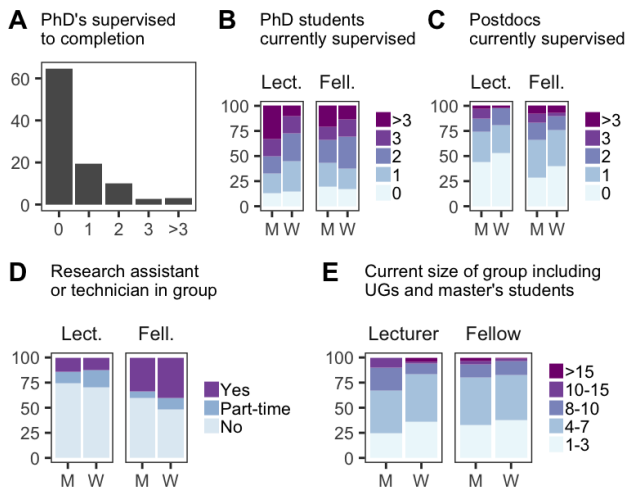 A PhD's supervised
to completion
60
40
20
0
0 1 2 3 >3
B PhD students
currently supervised
Lect. Fell.
100
75
50
25
0
>3
3
2
1
0
M W M W
C Postdocs
currently supervised
Lect. Fell.
100
75
50
25
0
>3
3
2
1
0
M W M W
D Research assistant
or technician in group
Lect. Fell.
100
75
50
25
0
Yes
Part-time
No
M W M W
E Current size of group including
UGs and master's students
Lecturer Fellow
100
75
50
25
0
>15
10-15
8-10
4-7
1-3
M W M W